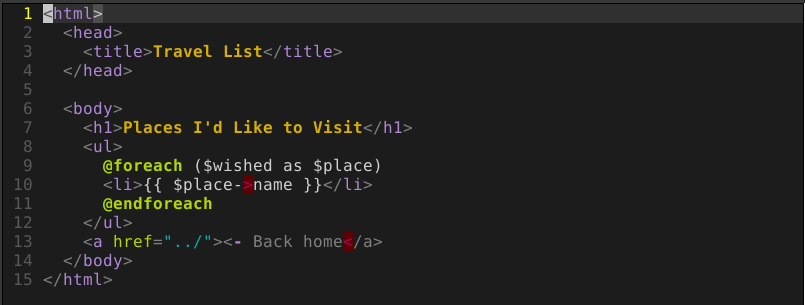 1 <html>
2   <head>
3     <title>Travel List</title>
4   </head>
5
6   <body>
7     <h1>Places I'd Like to Visit</h1>
8     <ul>
9       @foreach ($wished as $place)
10       <li>{{ $place->name }}</li>
11       @endforeach
12     </ul>
13     <a href="../"><- Back home</a>
14   </body>
15 </html>